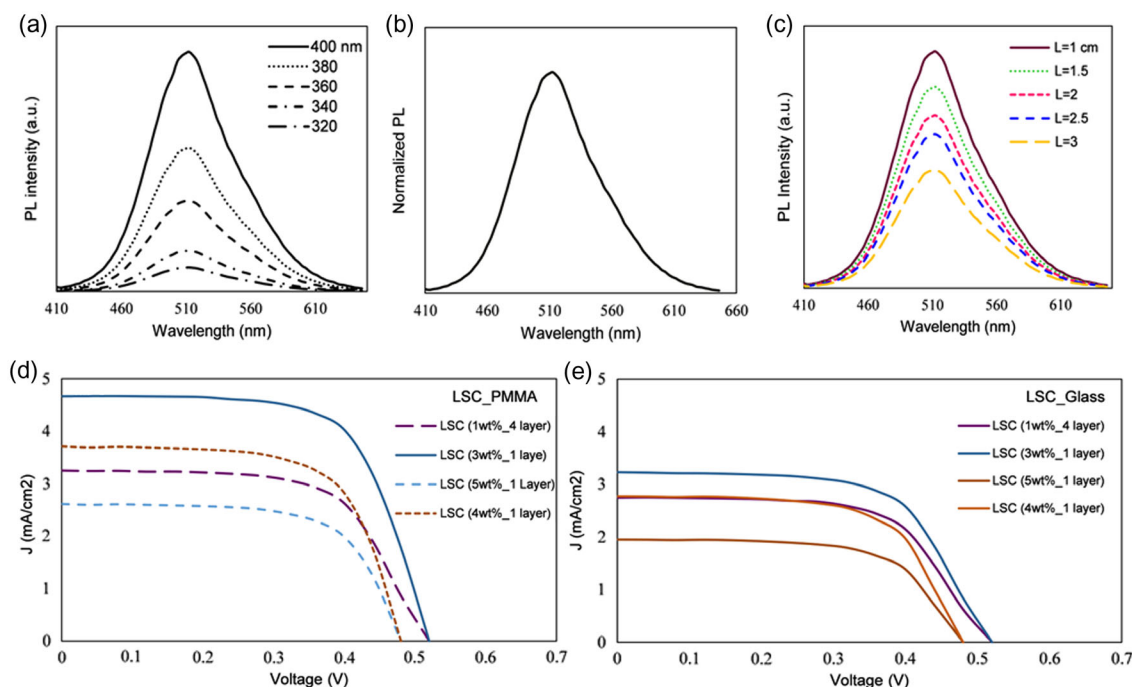 (a)
400 nm
380
360
340
320
PL intensity (a.u.)
410 460 510 560 610
Wavelength (nm)
(b)
Normalized PL
410 460 510 560 610 660
Wavelength (nm)
(c)
L=1 cm
L=1.5
L=2
L=2.5
L=3
PL Intensity (a.u.)
410 460 510 560 610
Wavelength (nm)
(d)
LSC_PMMA
LSC (1wt%_4 layer)
LSC (3wt%_1 laye)
LSC (5wt%_1 Layer)
LSC (4wt%_1 layer)
J (mA/cm2)
5
4
3
2
1
0
0 0.1 0.2 0.3 0.4 0.5 0.6 0.7
Voltage (V)
(e)
LSC_Glass
LSC (1wt%_4 layer)
LSC (3wt%_1 layer)
LSC (5wt%_1 layer)
LSC (4wt%_1 layer)
J (mA/cm2)
5
4
3
2
1
0
0 0.1 0.2 0.3 0.4 0.5 0.6 0.7
Voltage (V)